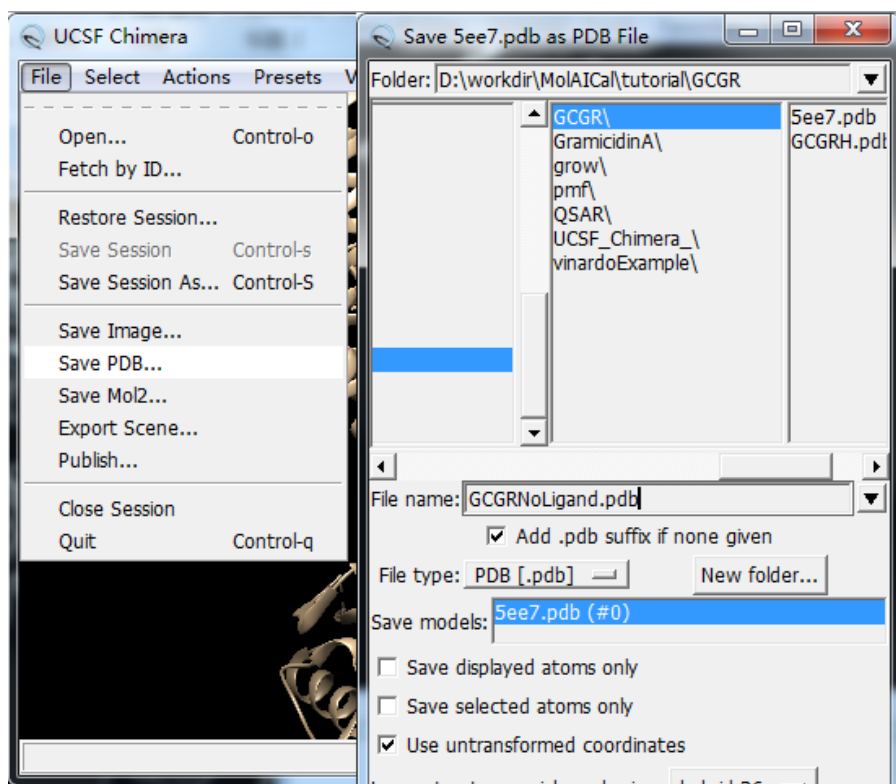 UCSF Chimera
File Select Actions Presets
Open... Control-o
Fetch by ID...
Restore Session...
Save Session Control-s
Save Session As... Control-S
Save Image...
Save PDB...
Save Mol2...
Export Scene...
Publish...
Close Session
Quit Control-q
Save 5ee7.pdb as PDB File
Folder: D:\workdir\MolAICal\tutorial\GCGR
GCGR\
GramicidinA\
grow\
pmf\
QSAR\
UCSF_Chimera_\
vinardoExample\
5ee7.pdb
GCGRH.pdb
File name: GCGRNoLigand.pdb
Add .pdb suffix if none given
File type: PDB [.pdb] New folder...
Save models: 5ee7.pdb (#0)
Save displayed atoms only
Save selected atoms only
Use untransformed coordinates